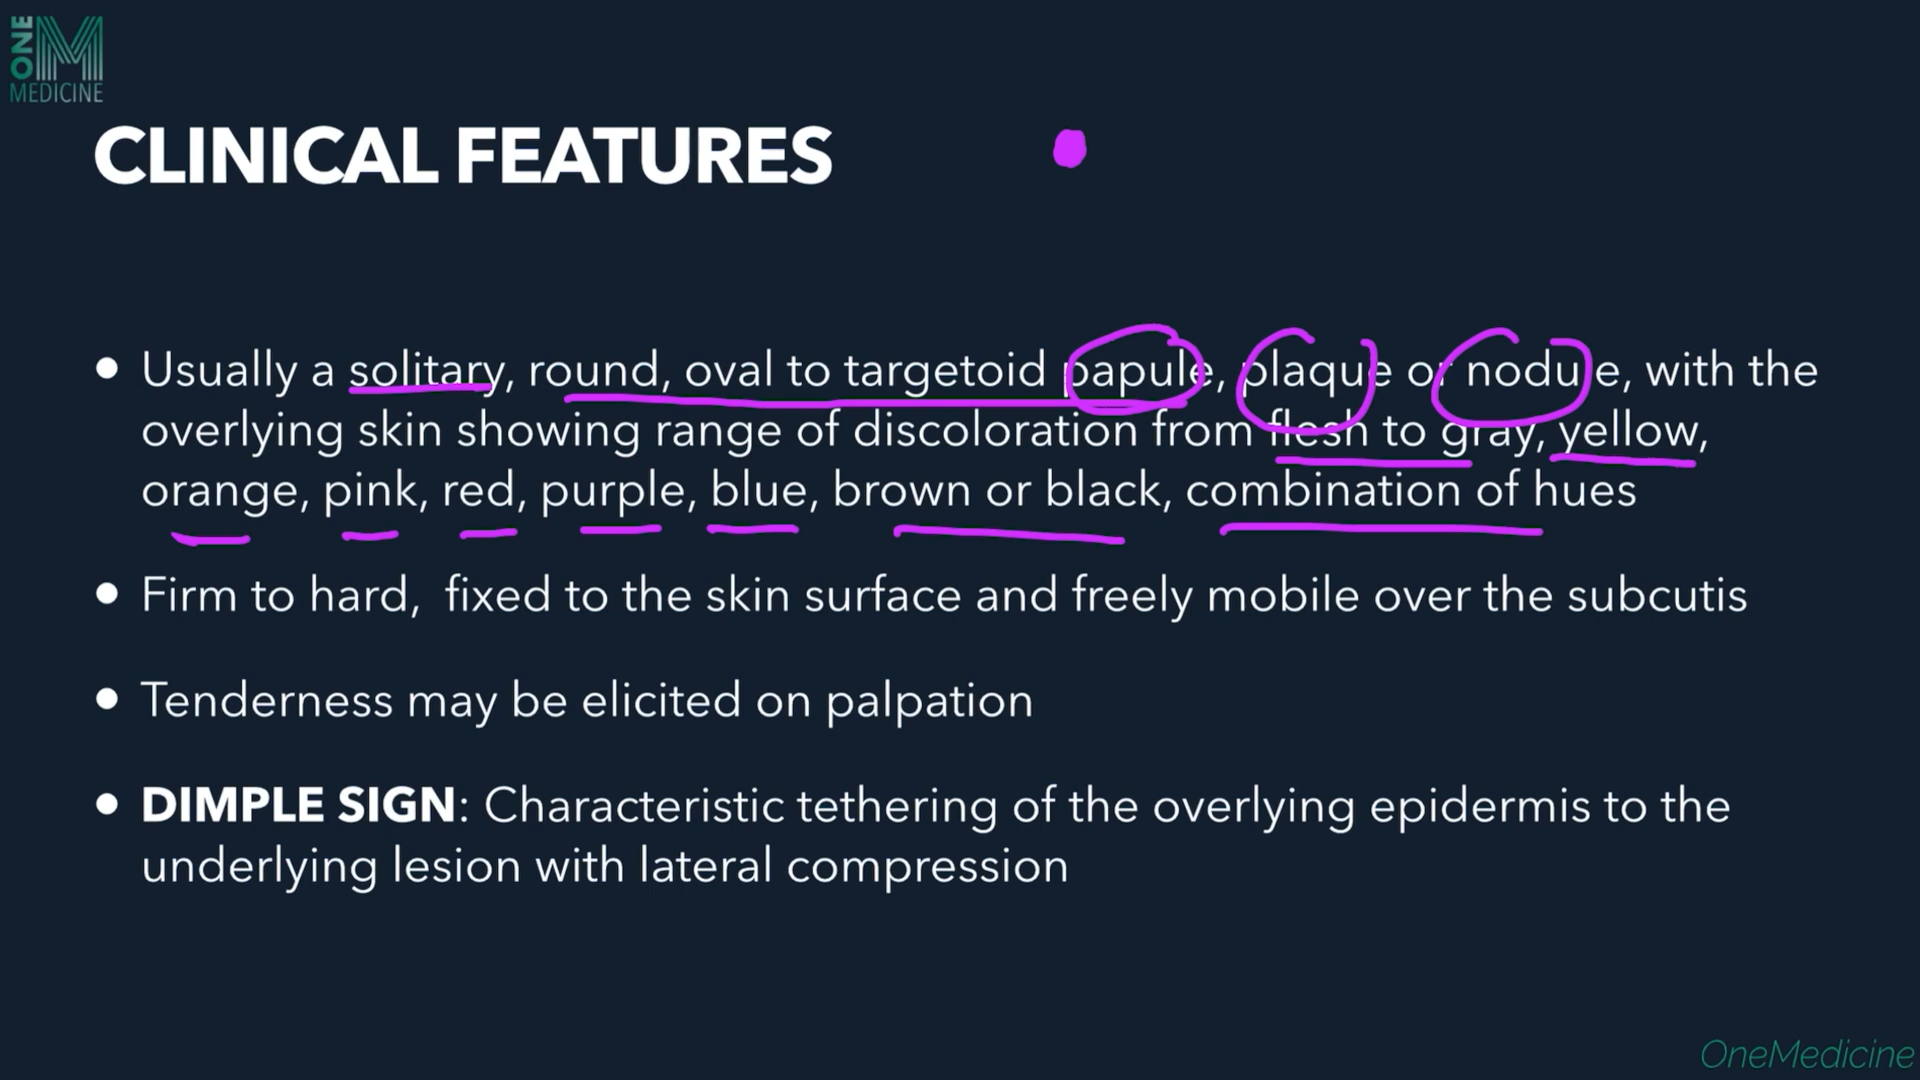 ONE
M
MEDICINE
CLINICAL FEATURES
• Usually a solitary, round, oval to targetoid papule, plaque or nodule, with the
overlying skin showing range of discoloration from flesh to gray, yellow,
orange, pink, red, purple, blue, brown or black, combination of hues
• Firm to hard, fixed to the skin surface and freely mobile over the subcutis
• Tenderness may be elicited on palpation
• DIMPLE SIGN: Characteristic tethering of the overlying epidermis to the
underlying lesion with lateral compression
OneMedicine